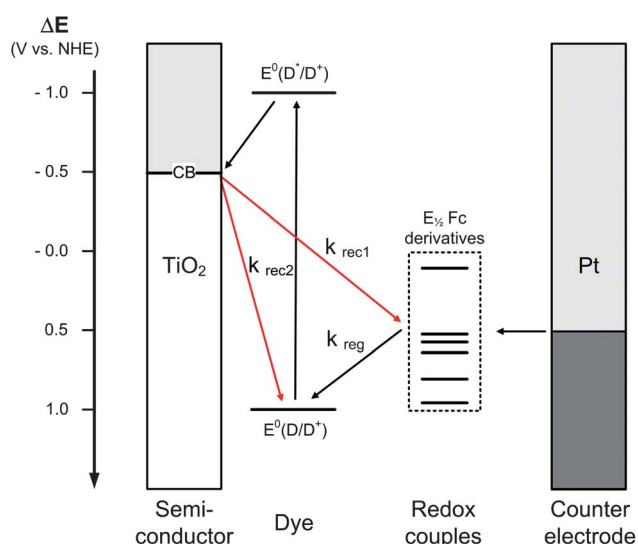 ΔE
(V vs. NHE)
- 1.0
- 0.5
- 0.0
0.5
1.0
CB
TiO₂
E⁰(D*/D⁺)
E⁰(D/D⁺)
k rec2
k rec1
k reg
E½ Fc
derivatives
Pt
Semi-
conductor
Dye
Redox
couples
Counter
electrode